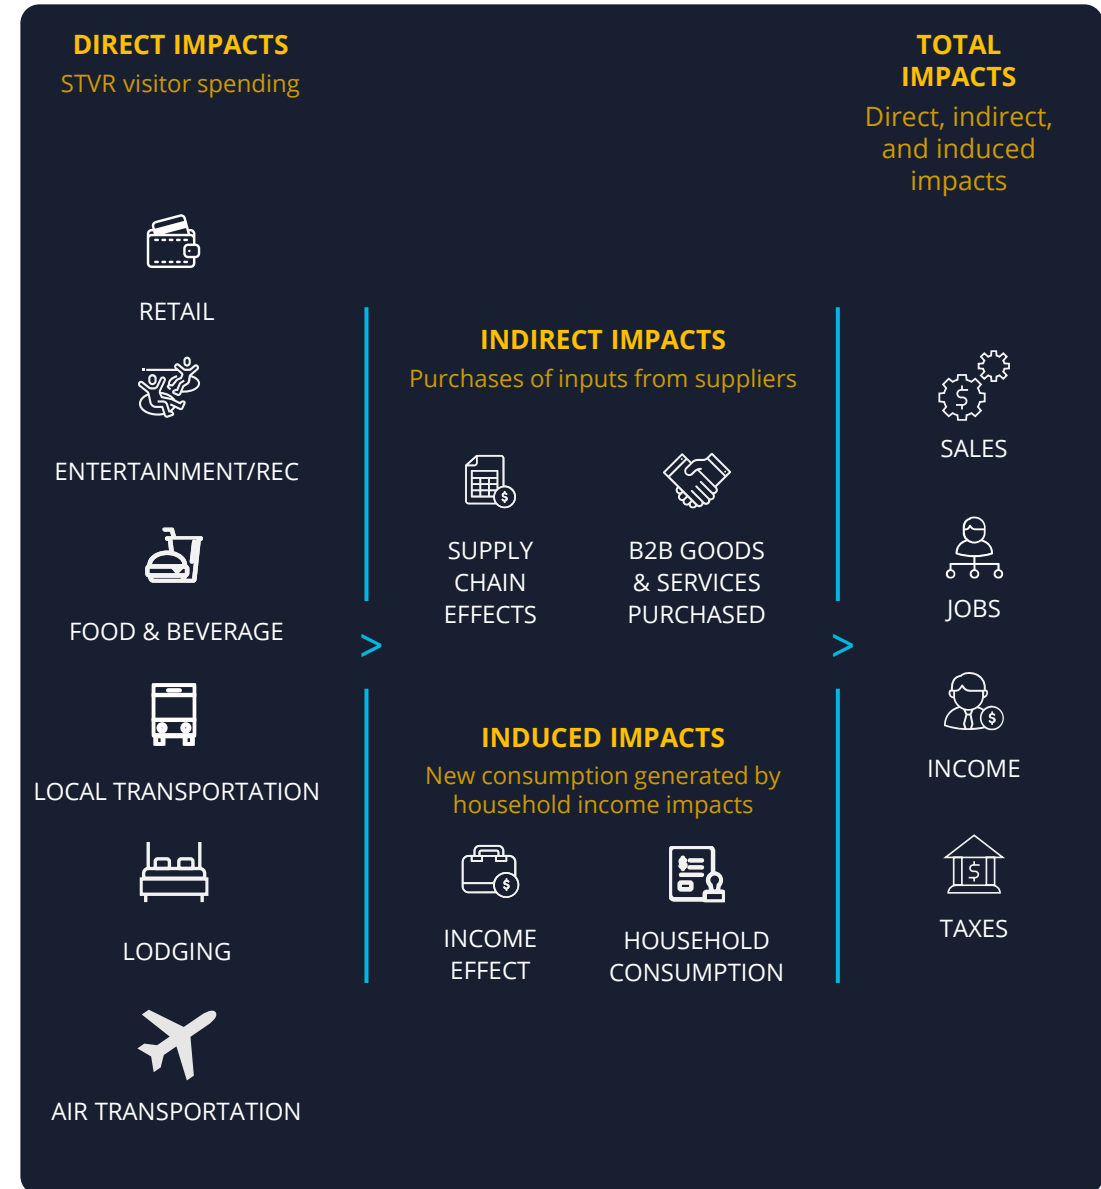 DIRECT IMPACTS
STVR visitor spending
RETAIL
ENTERTAINMENT/REC
FOOD & BEVERAGE
LOCAL TRANSPORTATION
LODGING
AIR TRANSPORTATION
>
INDIRECT IMPACTS
Purchases of inputs from suppliers
SUPPLY
CHAIN
EFFECTS
B2B GOODS
& SERVICES
PURCHASED
INDUCED IMPACTS
New consumption generated by
household income impacts
INCOME
EFFECT
HOUSEHOLD
CONSUMPTION
>
TOTAL
IMPACTS
Direct, indirect,
and induced
impacts
SALES
JOBS
INCOME
TAXES